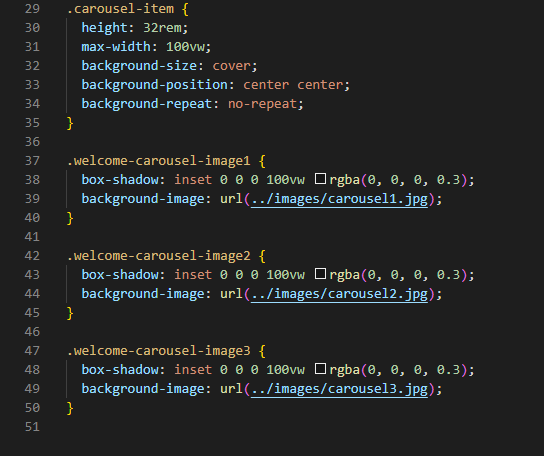 29 .carousel-item {
30 height: 32rem;
31 max-width: 100vw;
32 background-size: cover;
33 background-position: center center;
34 background-repeat: no-repeat;
35 }
36
37 .welcome-carousel-image1 {
38 box-shadow: inset 0 0 0 100vw rgba(0, 0, 0, 0.3);
39 background-image: url(../images/carousel1.jpg);
40 }
41
42 .welcome-carousel-image2 {
43 box-shadow: inset 0 0 0 100vw rgba(0, 0, 0, 0.3);
44 background-image: url(../images/carousel2.jpg);
45 }
46
47 .welcome-carousel-image3 {
48 box-shadow: inset 0 0 0 100vw rgba(0, 0, 0, 0.3);
49 background-image: url(../images/carousel3.jpg);
50 }
51